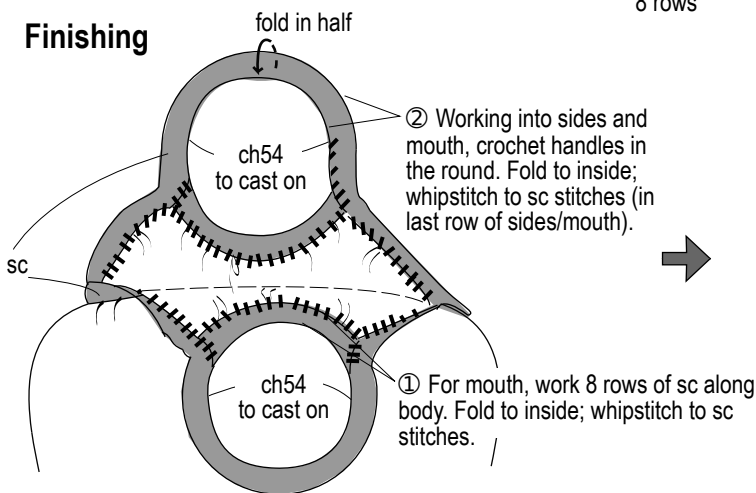 8 rows
Finishing
fold in half
② Working into sides and
mouth, crochet handles in
the round. Fold to inside;
whipstitch to sc stitches (in
last row of sides/mouth).
ch54
to cast on
sc
① For mouth, work 8 rows of sc along
body. Fold to inside; whipstitch to sc
stitches.
ch54
to cast on